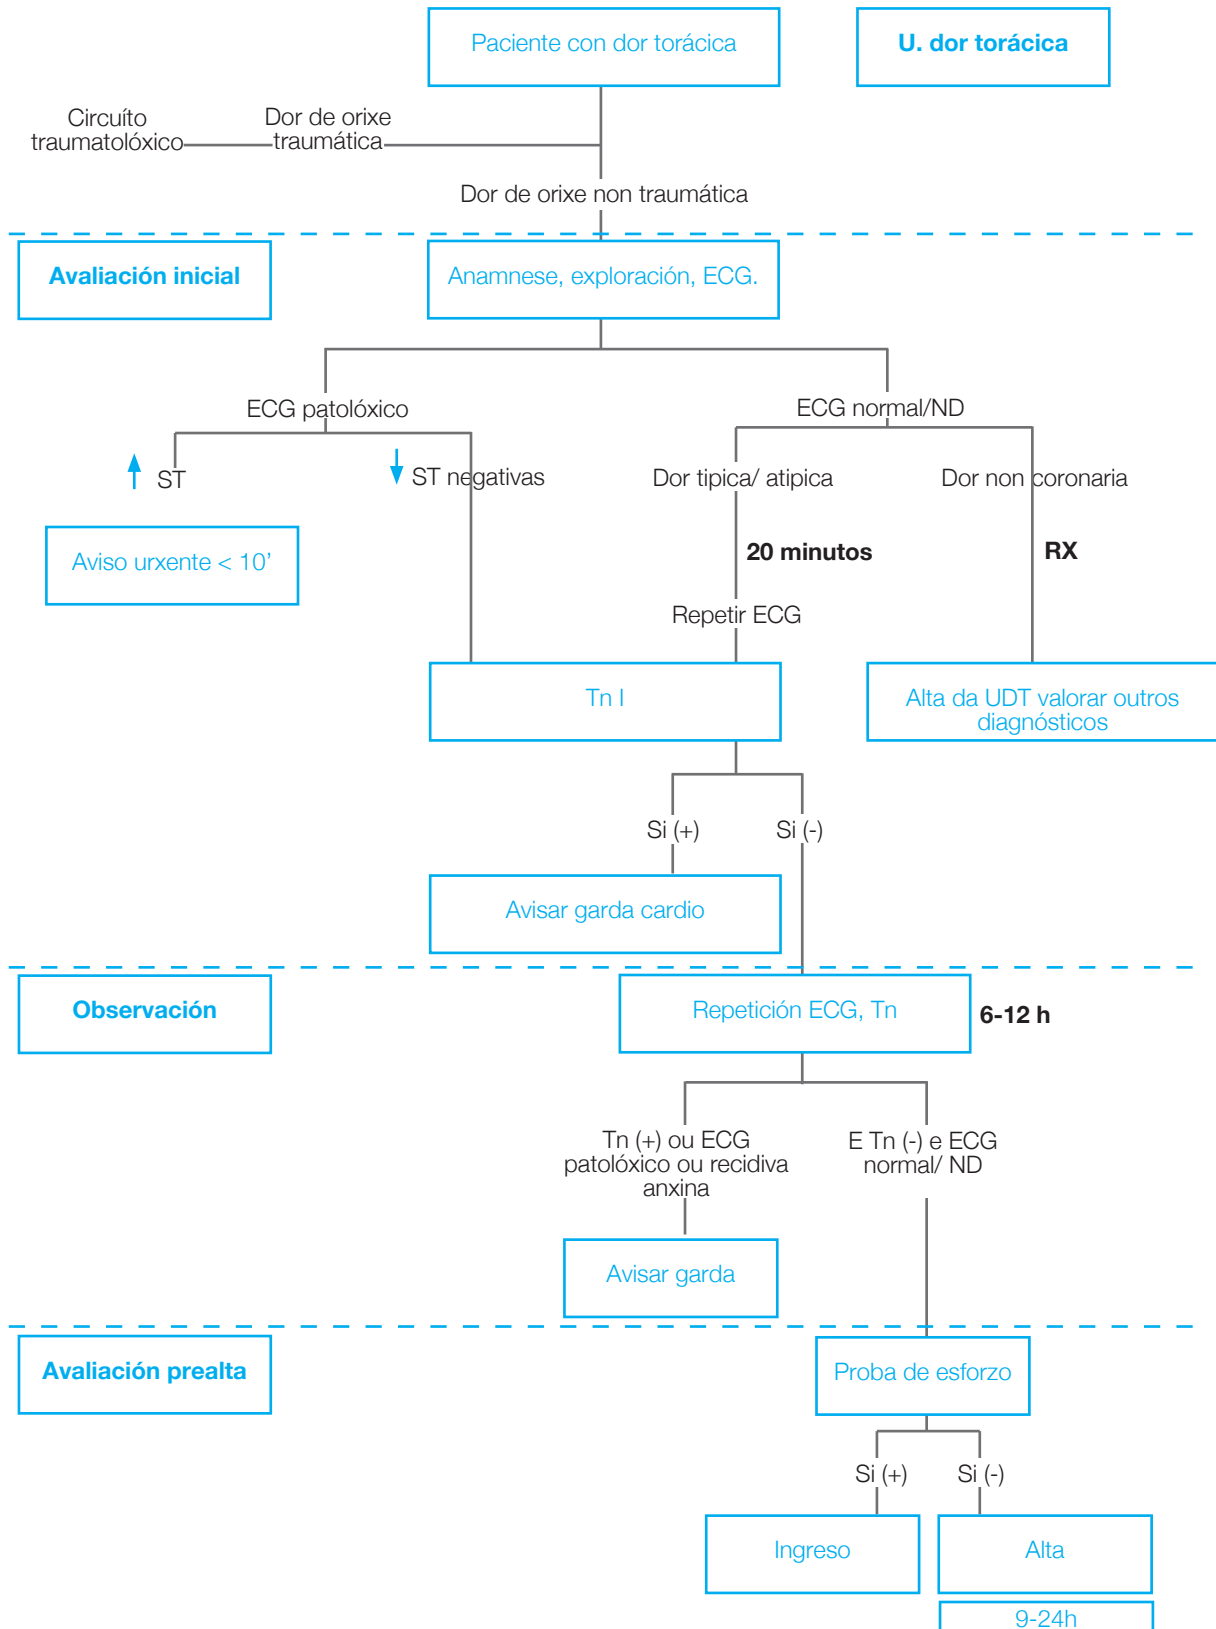 Paciente con dor torácica
U. dor torácica
Circuíto
traumatolóxico
Dor de orixe
traumática
Dor de orixe non traumática
Avaliación inicial
Anamnese, exploración, ECG.
ECG patolóxico
ECG normal/ND
ST
ST negativas
Dor tipica/ atipica
Dor non coronaria
Aviso urxente < 10’
20 minutos
RX
Repetir ECG
Tn I
Alta da UDT valorar outros
diagnósticos
Si (+)
Si (-)
Avisar garda cardio
Observación
Repetición ECG, Tn
6-12 h
Tn (+) ou ECG
patolóxico ou recidiva
anxina
E Tn (-) e ECG
normal/ ND
Avisar garda
Avaliación prealta
Proba de esforzo
Si (+)
Si (-)
Ingreso
Alta
9-24h